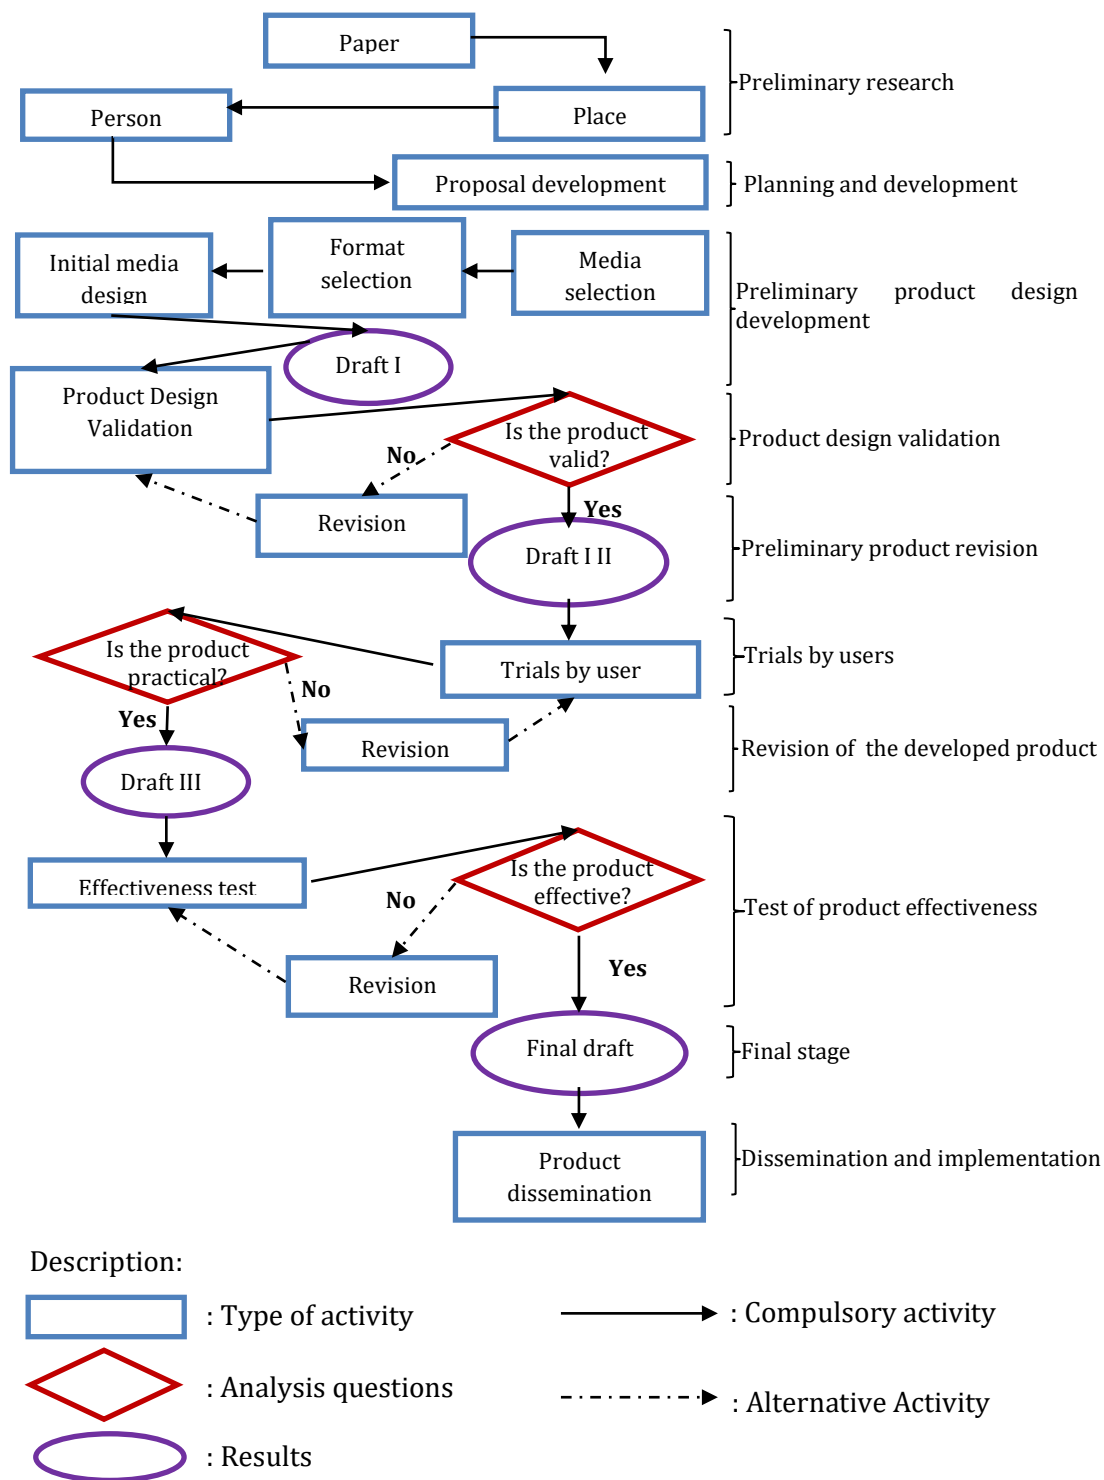 Paper
Preliminary research
Person
Place
Proposal development
Planning and development
Initial media
design
Format
selection
Media
selection
Preliminary product design
development
Draft I
Product Design
Validation
Is the product
valid?
Product design validation
No
Revision
Yes
Draft I II
Preliminary product revision
Is the product
practical?
Trials by user
Trials by users
No
Yes
Revision
Revision of the developed product
Draft III
Effectiveness test
Is the product
effective?
Test of product effectiveness
No
Revision
Yes
Final draft
Final stage
Product
dissemination
Dissemination and implementation
Description:
: Type of activity
: Compulsory activity
: Analysis questions
: Alternative Activity
: Results